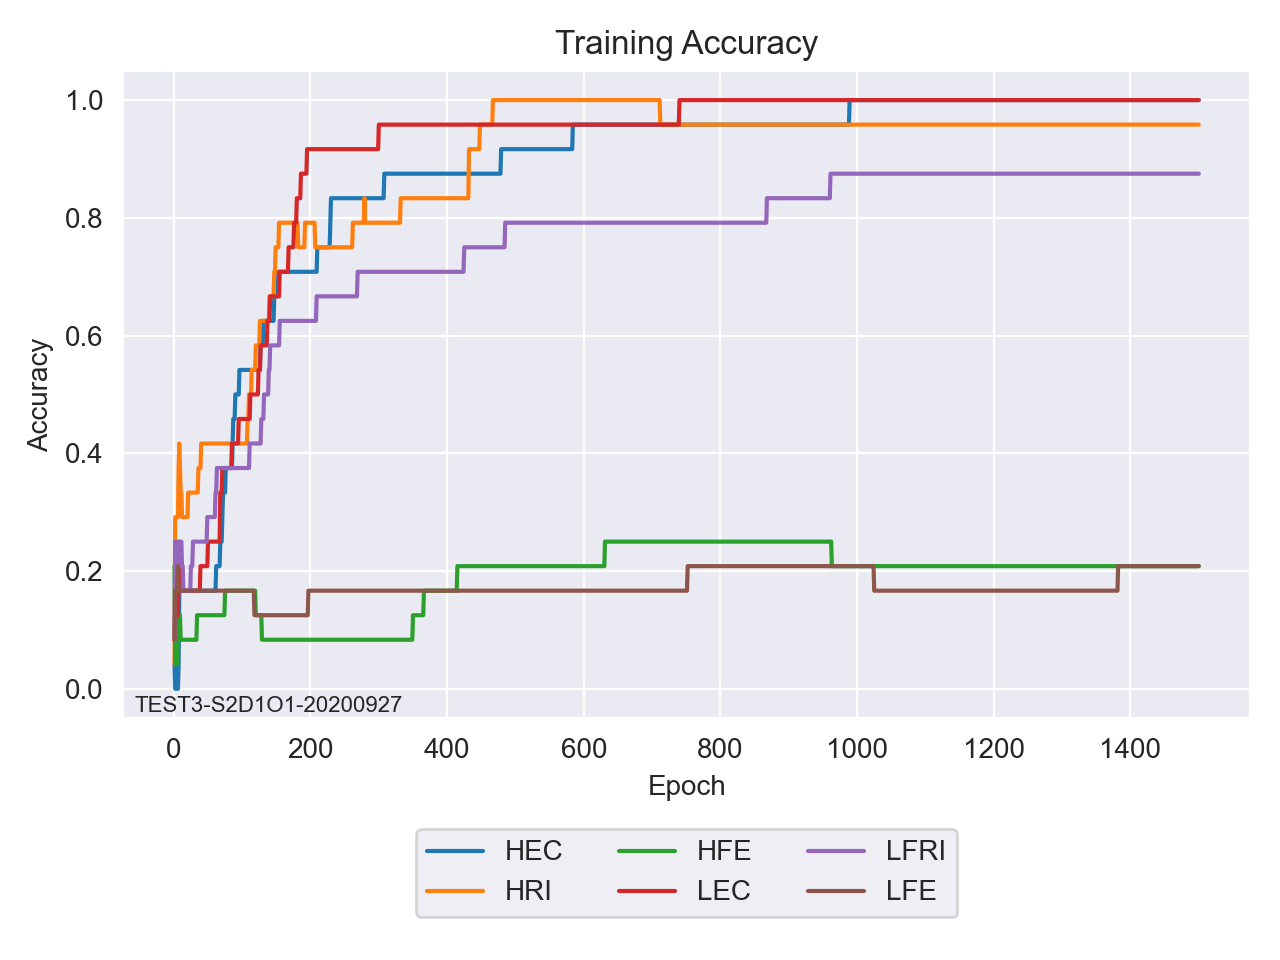 Training Accuracy
1.0
0.8
0.6
0.4
0.2
0.0
Accuracy
TEST3-S2D1O1-20200927
0 200 400 600 800 1000 1200 1400
Epoch
HEC HFE LFRI
HRI LEC LFE